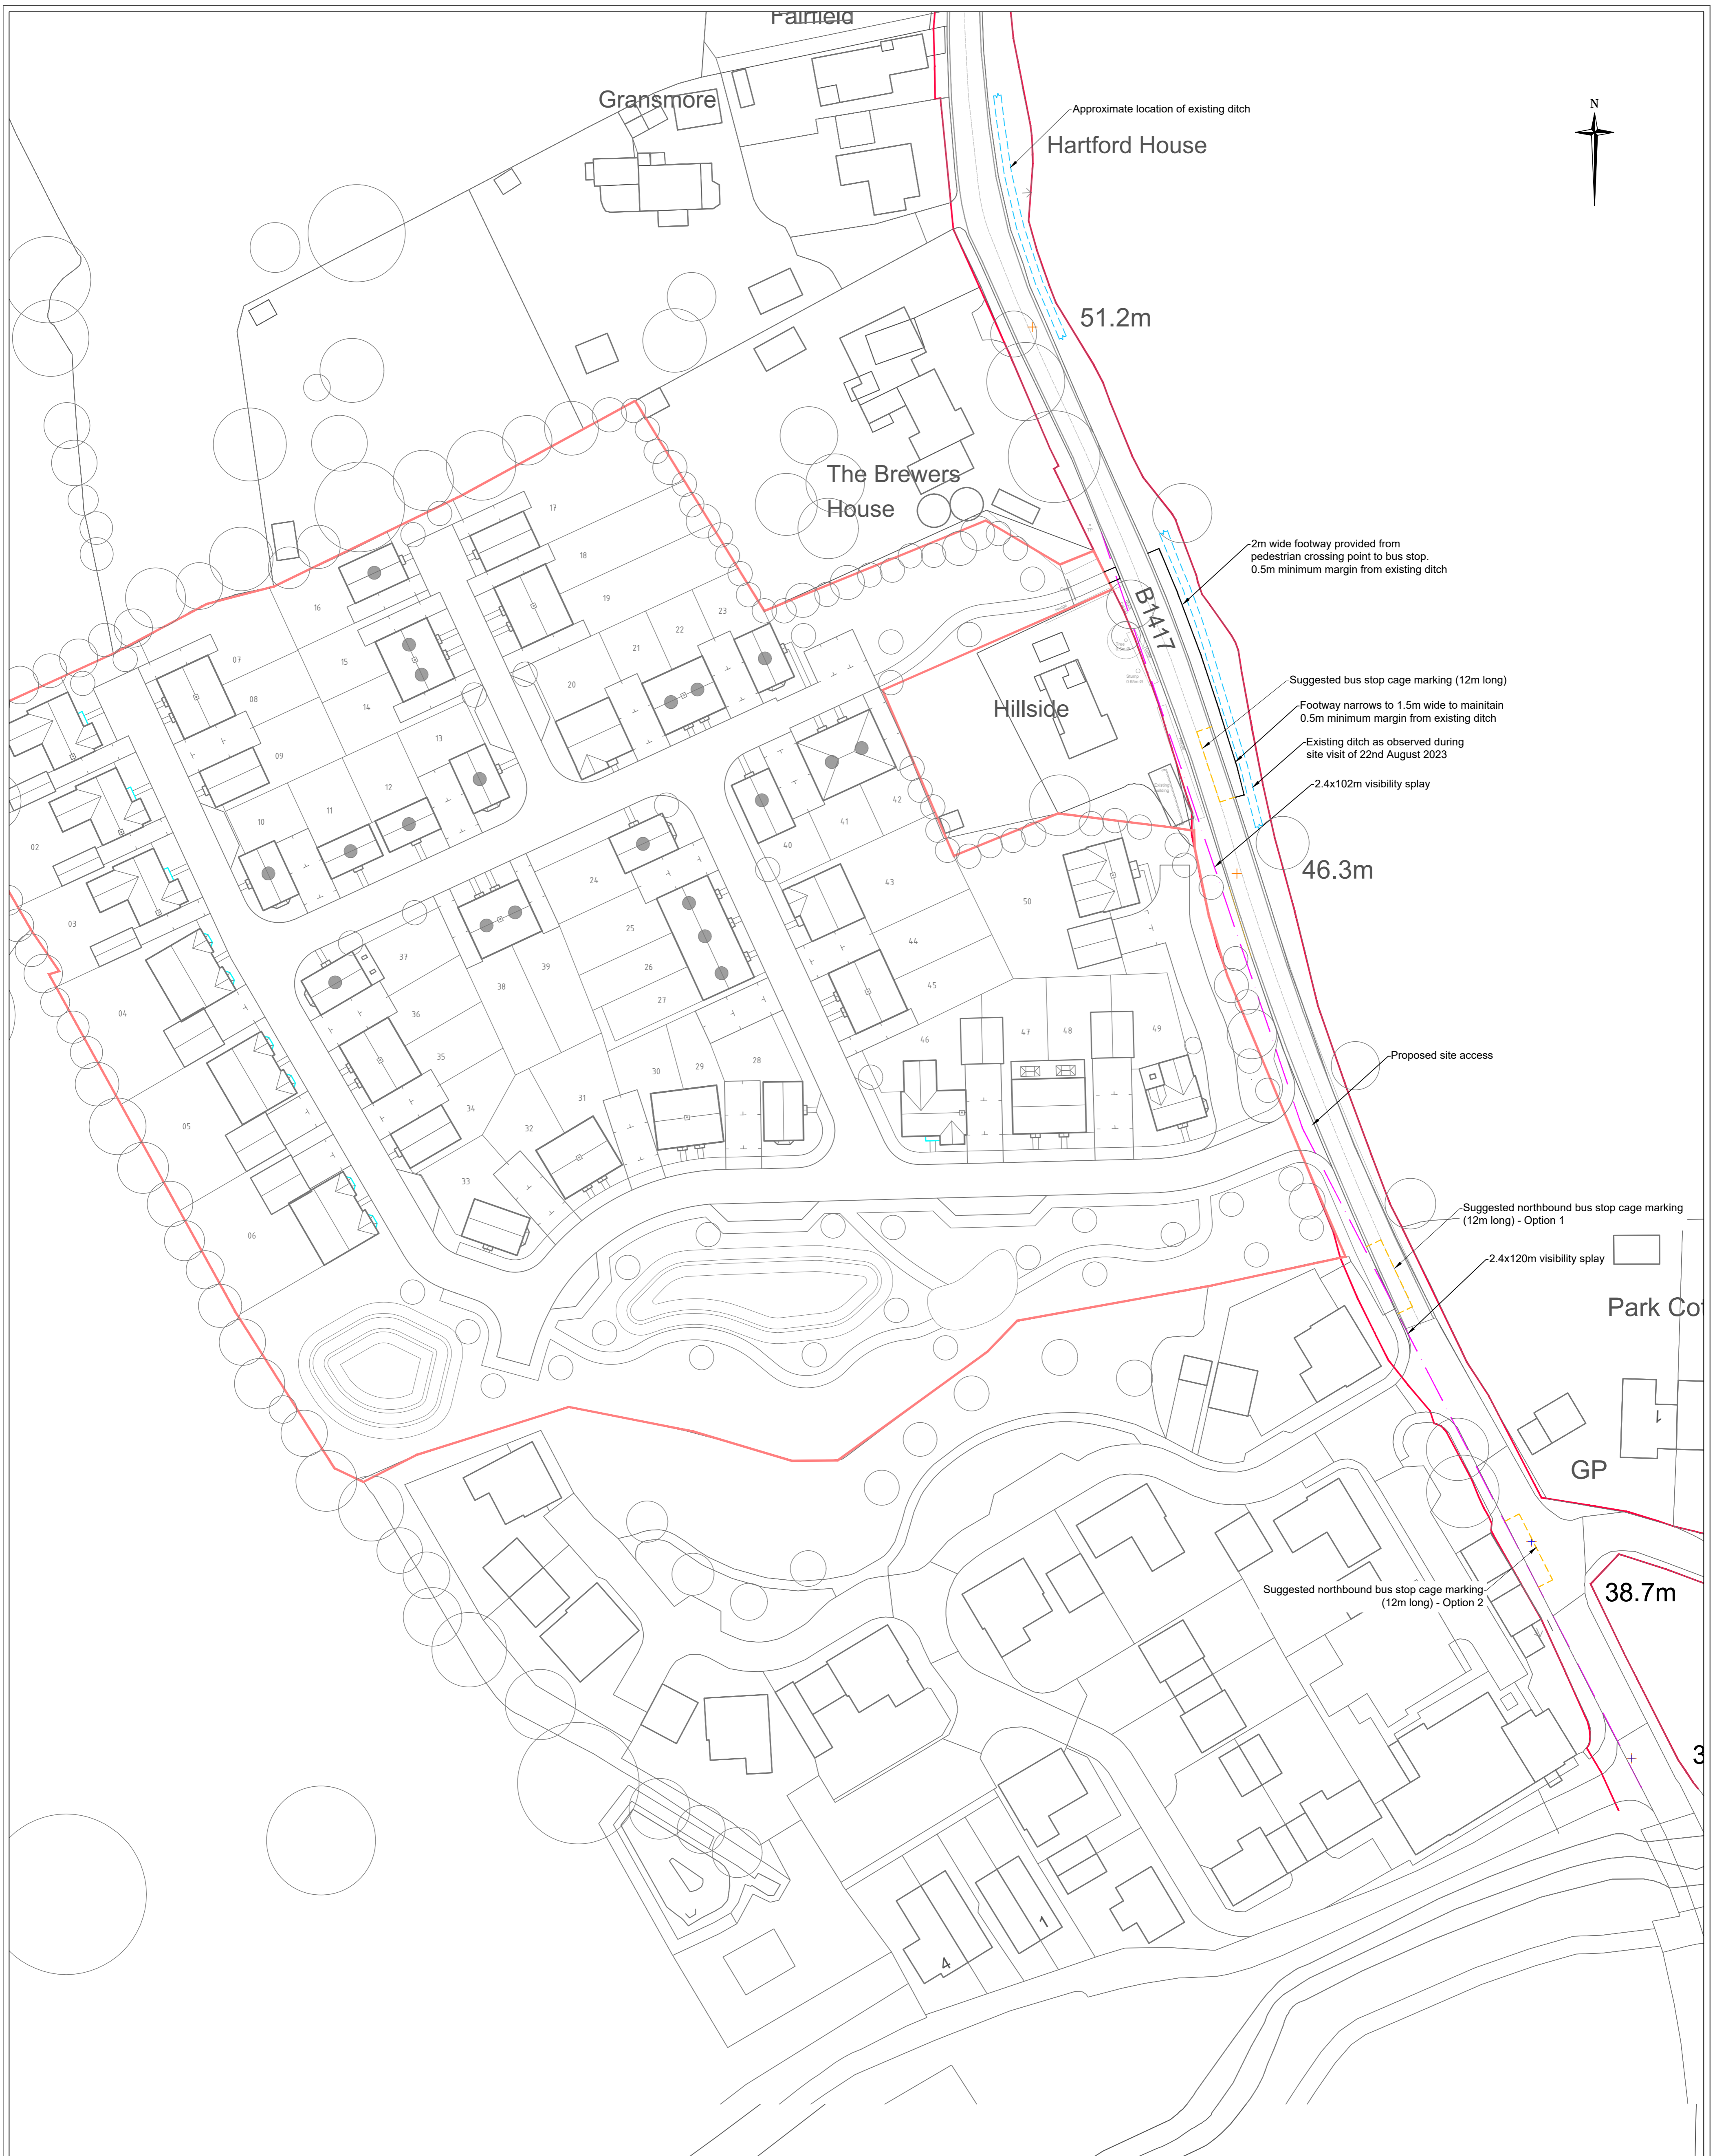 Fairfield
N
Gransmore
Approximate location of existing ditch
Hartford House
51.2m
The Brewers
House
2m wide footway provided from
pedestrian crossing point to bus stop.
0.5m minimum margin from existing ditch
B1417
Suggested bus stop cage marking (12m long)
Footway narrows to 1.5m wide to mainitain
0.5m minimum margin from existing ditch
Existing ditch as observed during
site visit of 22nd August 2023
2.4x102m visibility splay
Hillside
46.3m
17
18
19
16
23
22
21
20
07
15
08
14
13
09
12
11
10
02
03
04
05
06
42
41
40
43
44
45
50
24
25
26
27
37
39
38
36
35
34
33
32
31
30
29
28
46
47
48
49
Proposed site access
Suggested northbound bus stop cage marking
(12m long) - Option 1
2.4x120m visibility splay
Park Cot
1
GP
Suggested northbound bus stop cage marking
(12m long) - Option 2
38.7m
3
1
4